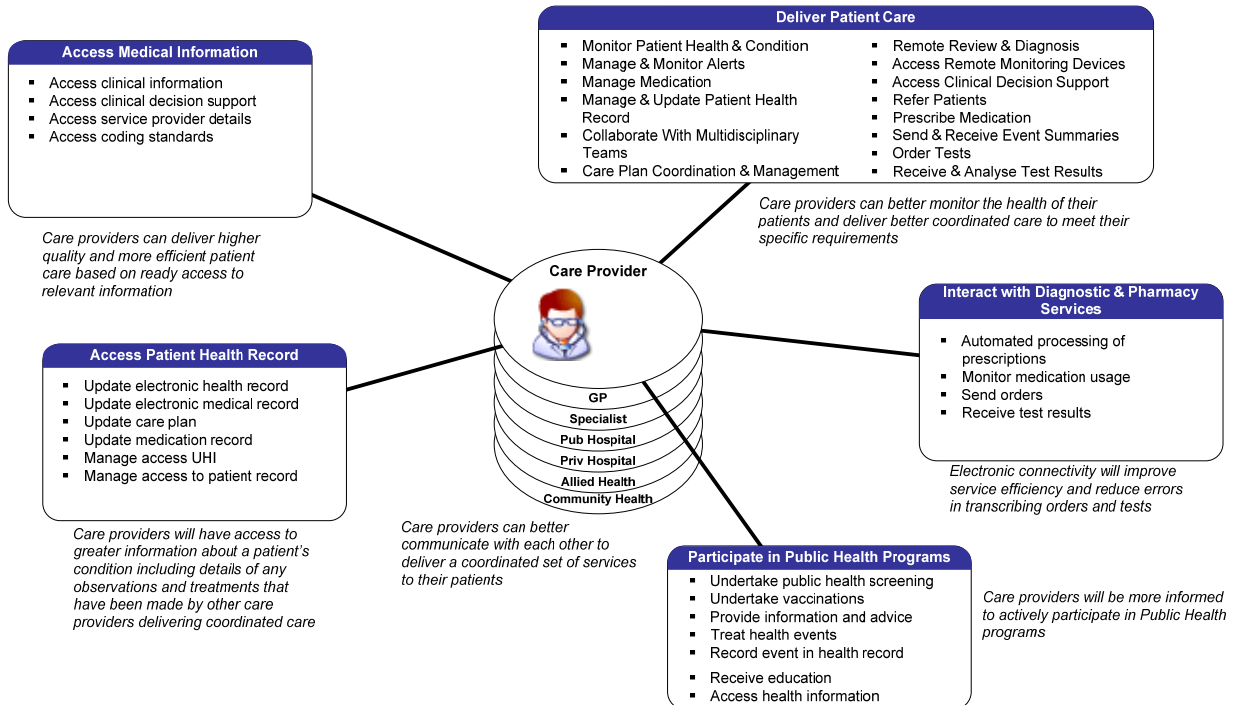 Access Medical Information
Access clinical information
Access clinical decision support
Access service provider details
Access coding standards
Care providers can deliver higher
quality and more efficient patient
care based on ready access to
relevant information
Deliver Patient Care
Monitor Patient Health & Condition
Manage & Monitor Alerts
Manage Medication
Manage & Update Patient Health
Record
Collaborate With Multidisciplinary
Teams
Care Plan Coordination & Management
Remote Review & Diagnosis
Access Remote Monitoring Devices
Access Clinical Decision Support
Refer Patients
Prescribe Medication
Send & Receive Event Summaries
Order Tests
Receive & Analyse Test Results
Care providers can better monitor the health of their
patients and deliver better coordinated care to meet their
specific requirements
Care Provider
GP
Specialist
Pub Hospital
Priv Hospital
Allied Health
Community Health
Care providers can better
communicate with each other to
deliver a coordinated set of services
to their patients
Interact with Diagnostic & Pharmacy
Services
Automated processing of
prescriptions
Monitor medication usage
Send orders
Receive test results
Electronic connectivity will improve
service efficiency and reduce errors
in transcribing orders and tests
Access Patient Health Record
Update electronic health record
Update electronic medical record
Update care plan
Update medication record
Manage access UHI
Manage access to patient record
Care providers will have access to
greater information about a patient's
condition including details of any
observations and treatments that
have been made by other care
providers delivering coordinated care
Participate in Public Health Programs
Undertake public health screening
Undertake vaccinations
Provide information and advice
Treat health events
Record event in health record
Receive education
Access health information
Care providers will be more informed
to actively participate in Public Health
programs